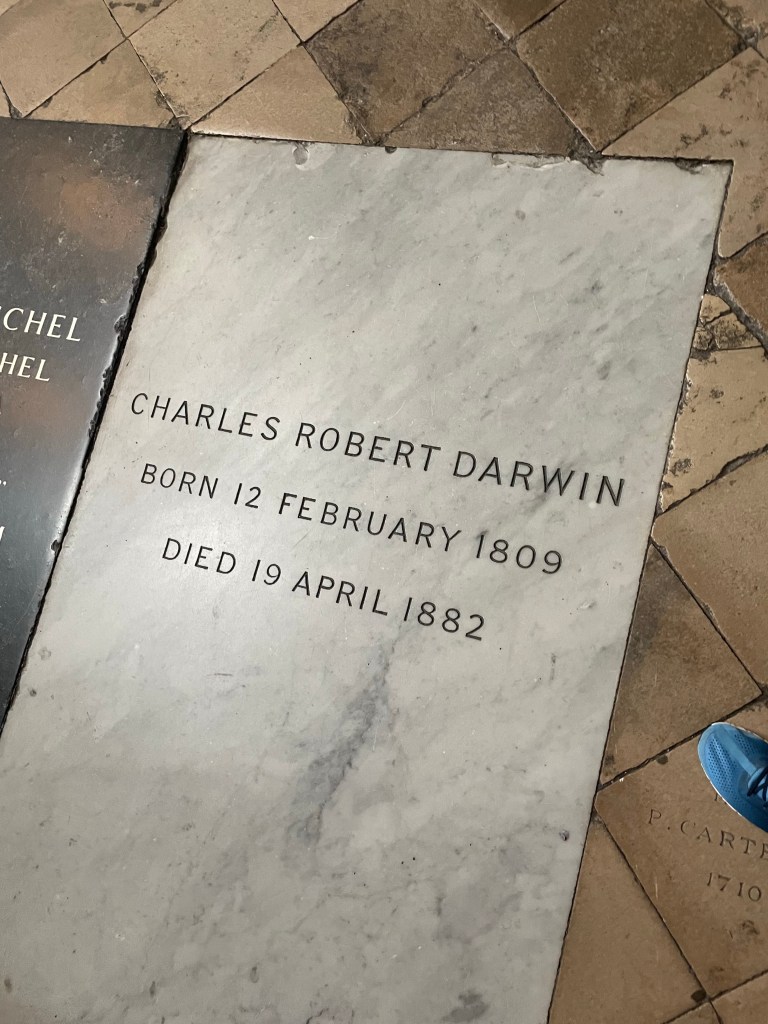 CHEL
HEL
CHARLES ROBERT DARWIN
BORN 12 FEBRUARY 1809
DIED 19 APRIL 1882
P. CARTE
1710